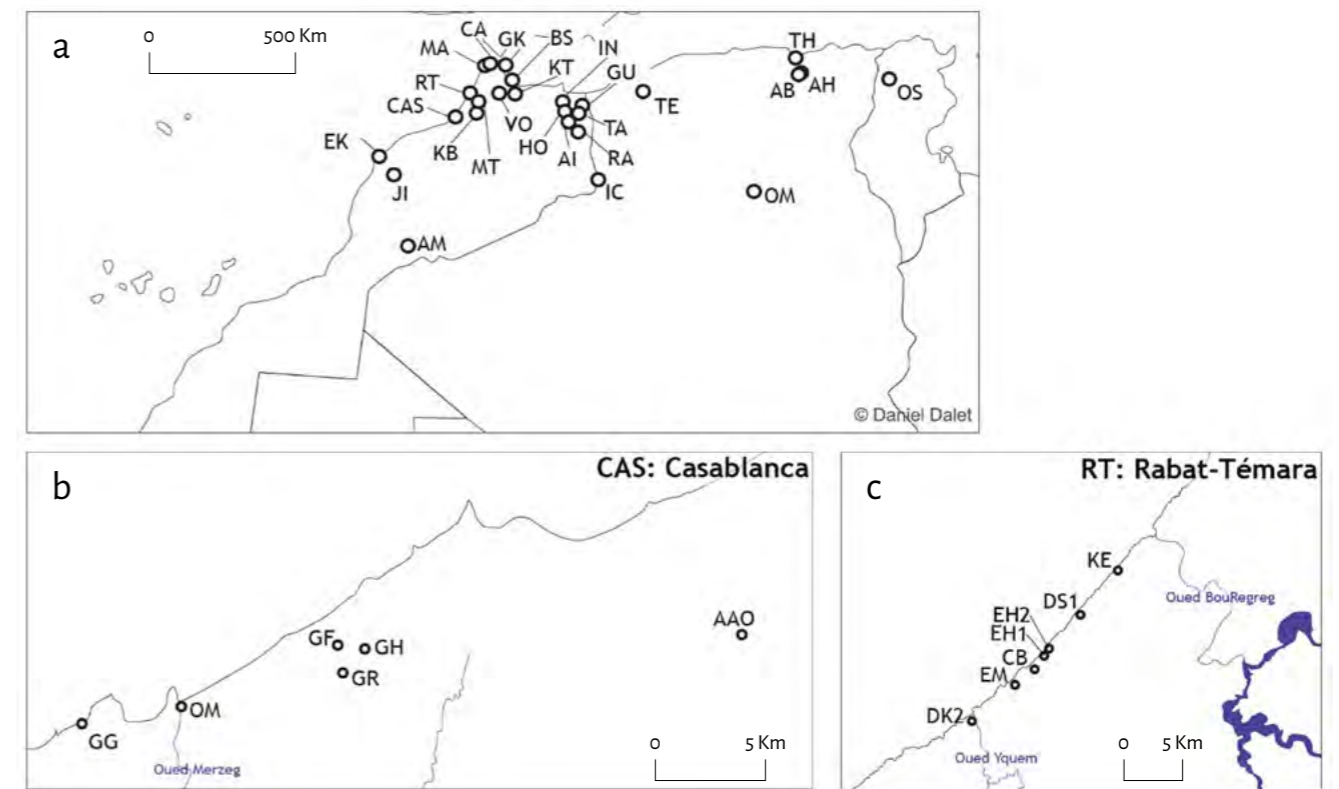 a
0 500 Km
CA
GK
BS
IN
MA
KT
GU
TH
RT
CAS
TE
AB
AH
OS
VO
TA
EK
KB
MT
HO
AI
RA
JI
IC
OM
AM
© Daniel Dalet
b
CAS: Casablanca
AAO
GF
GH
GR
OM
GG
Oued Merzeg
0 5 Km
c
RT: Rabat-Témara
KE
Oued BouRegreg
DS1
EH2
EH1
CB
EM
DK2
Oued Yquem
0 5 Km